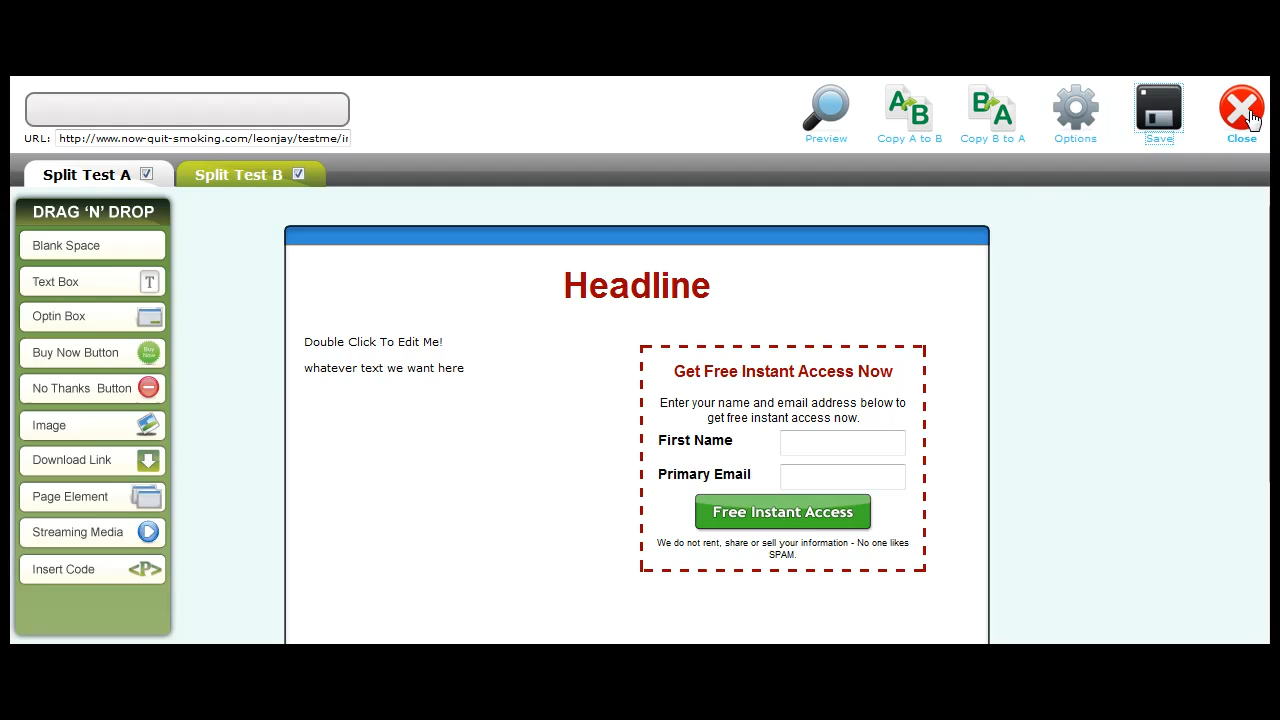 URL: http://www.now-quit-smoking.com/leonjay/testme/i
Preview
A B
Copy A to B
B A
Copy B to A
Options
Save
Close
Split Test A
Split Test B
DRAG ‘N’ DROP
Blank Space
Text Box T
Optin Box
Buy Now Button Buy Now
No Thanks Button
Image
Download Link
Page Element
Streaming Media
Insert Code <P>
Headline
Double Click To Edit Me!
whatever text we want here
Get Free Instant Access Now
Enter your name and email address below to
get free instant access now.
First Name
Primary Email
Free Instant Access
We do not rent, share or sell your information - No one likes
SPAM.